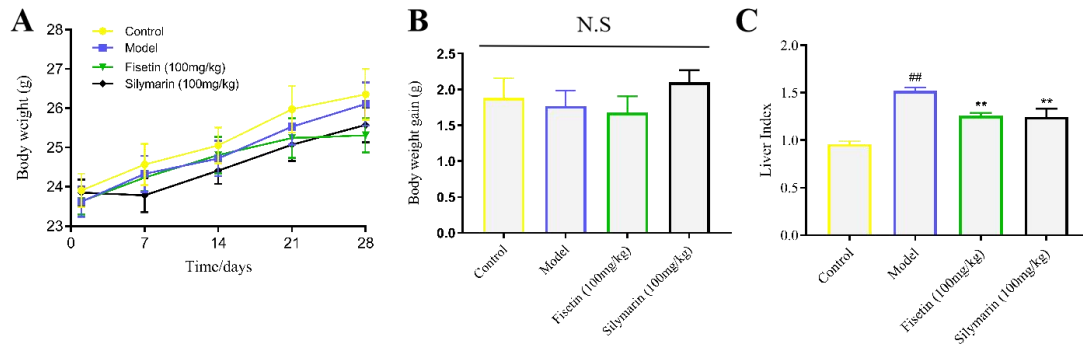 A
Control
Model
Fisetin (100mg/kg)
Silymarin (100mg/kg)
Body weight (g)
27
26
25
24
23
0
7
14
21
28
Time/days
B
N.S
Body weight gain (g)
2.5
2.0
1.5
1.0
0.5
0.0
Control
Model
Fisetin (100mg/kg)
Silymarin (100mg/kg)
C
Liver Index
2.0
1.5
1.0
0.5
0.0
##
**
**
Control
Model
Fisetin (100mg/kg)
Silymarin (100mg/kg)